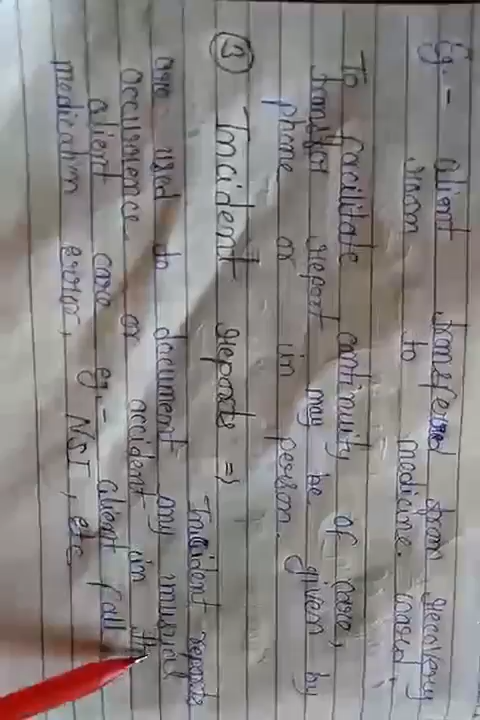 Eg.- client transferred from recovery
room to medicine ward.
To facilitate continuity of care,
transfer report may be given by
phone or in person.
③ Incident reports ⇒
Incident reports
are used to document any unusual
occurrence or accident in the
client care eg.- client fall
medication error, NSI, etc